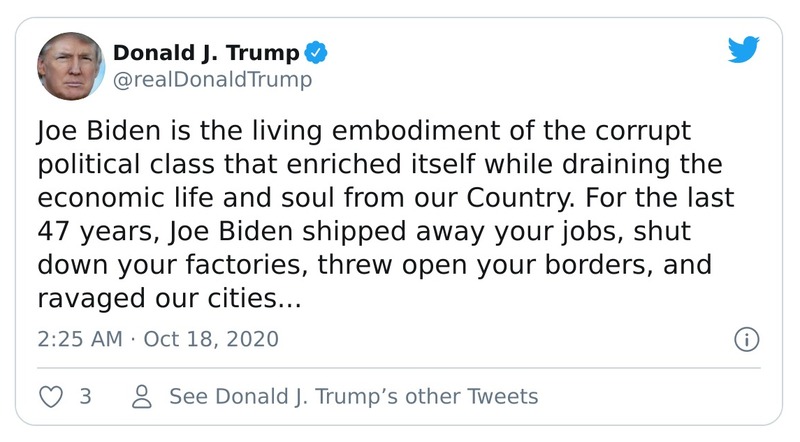 Donald J. Trump
@realDonaldTrump
Joe Biden is the living embodiment of the corrupt
political class that enriched itself while draining the
economic life and soul from our Country. For the last
47 years, Joe Biden shipped away your jobs, shut
down your factories, threw open your borders, and
ravaged our cities...
2:25 AM · Oct 18, 2020
3 See Donald J. Trump’s other Tweets